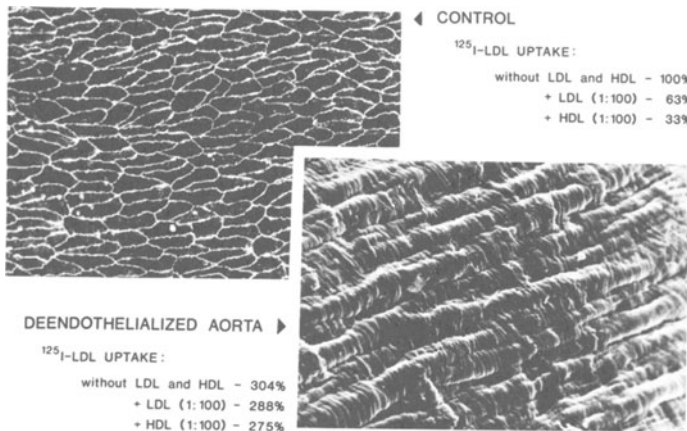 ◀ CONTROL
¹²⁵I-LDL UPTAKE:
without LDL and HDL - 100%
+ LDL (1:100) - 63%
+ HDL (1:100) - 33%
DEENDOTHELIALIZED AORTA ▶
¹²⁵I-LDL UPTAKE:
without LDL and HDL - 304%
+ LDL (1:100) - 288%
+ HDL (1:100) - 275%